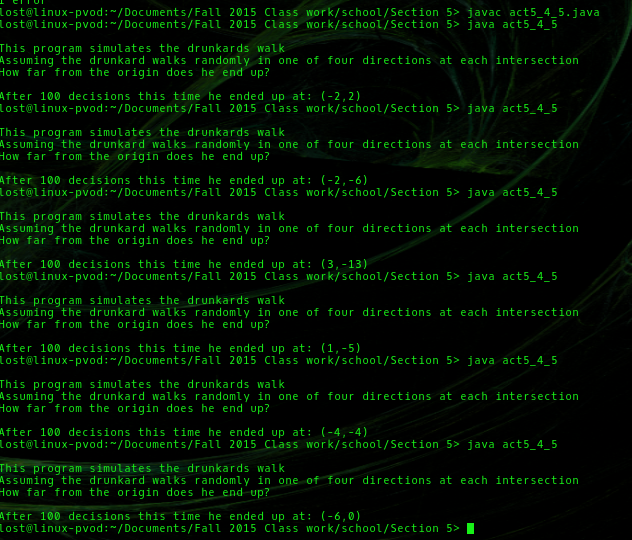 1 error
lost@linux-pvod:~/Documents/Fall 2015 Class work/school/Section 5> javac act5_4_5.java
lost@linux-pvod:~/Documents/Fall 2015 Class work/school/Section 5> java act5_4_5
This program simulates the drunkards walk
Assuming the drunkard walks randomly in one of four directions at each intersection
How far from the origin does he end up?
After 100 decisions this time he ended up at: (-2,2)
lost@linux-pvod:~/Documents/Fall 2015 Class work/school/Section 5> java act5_4_5
This program simulates the drunkards walk
Assuming the drunkard walks randomly in one of four directions at each intersection
How far from the origin does he end up?
After 100 decisions this time he ended up at: (-2,-6)
lost@linux-pvod:~/Documents/Fall 2015 Class work/school/Section 5> java act5_4_5
This program simulates the drunkards walk
Assuming the drunkard walks randomly in one of four directions at each intersection
How far from the origin does he end up?
After 100 decisions this time he ended up at: (3,-13)
lost@linux-pvod:~/Documents/Fall 2015 Class work/school/Section 5> java act5_4_5
This program simulates the drunkards walk
Assuming the drunkard walks randomly in one of four directions at each intersection
How far from the origin does he end up?
After 100 decisions this time he ended up at: (1,-5)
lost@linux-pvod:~/Documents/Fall 2015 Class work/school/Section 5> java act5_4_5
This program simulates the drunkards walk
Assuming the drunkard walks randomly in one of four directions at each intersection
How far from the origin does he end up?
After 100 decisions this time he ended up at: (-4,-4)
lost@linux-pvod:~/Documents/Fall 2015 Class work/school/Section 5> java act5_4_5
This program simulates the drunkards walk
Assuming the drunkard walks randomly in one of four directions at each intersection
How far from the origin does he end up?
After 100 decisions this time he ended up at: (-6,0)
lost@linux-pvod:~/Documents/Fall 2015 Class work/school/Section 5>